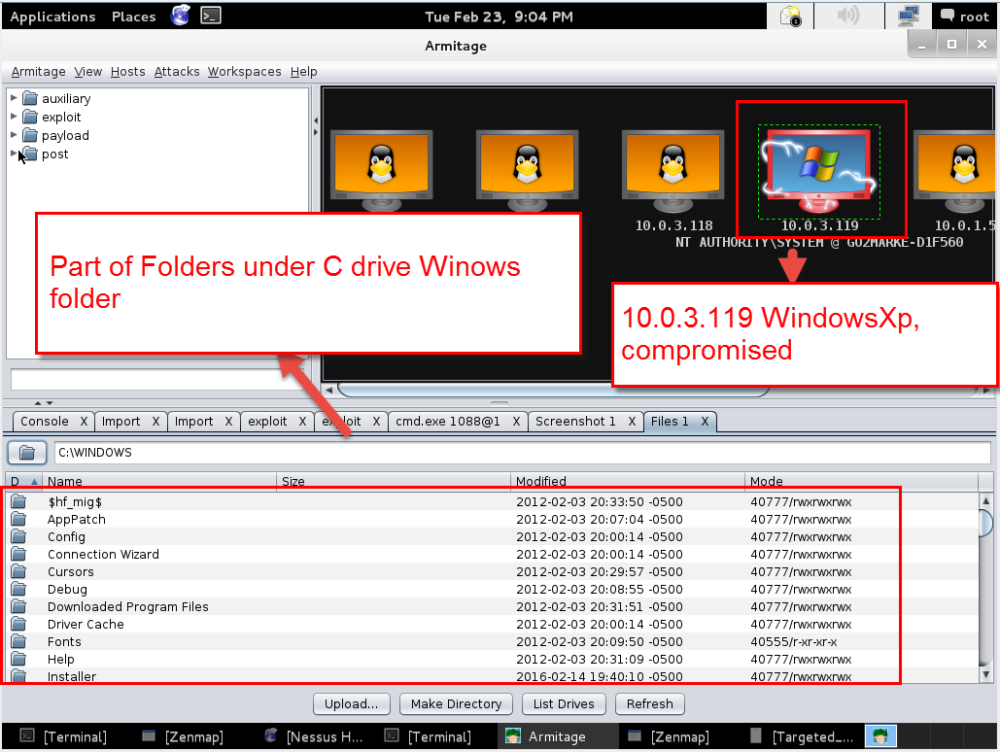 Applications Places Tue Feb 23, 9:04 PM root
Armitage
Armitage View Hosts Attacks Workspaces Help
auxiliary
exploit
payload
post
10.0.3.118 10.0.3.119 10.0.1.5
NT AUTHORITY\SYSTEM @ GO2MARKE-D1F560
Part of Folders under C drive Winows
folder
10.0.3.119 WindowsXp,
compromised
Console X Import X Import X exploit X exploit X cmd.exe 1088@1 X Screenshot 1 X Files 1 X
C:\WINDOWS
D Name Size Modified Mode
$hf_mig$ 2012-02-03 20:33:50 -0500 40777/rwxrwxrwx
AppPatch 2012-02-03 20:07:04 -0500 40777/rwxrwxrwx
Config 2012-02-03 20:00:14 -0500 40777/rwxrwxrwx
Connection Wizard 2012-02-03 20:00:14 -0500 40777/rwxrwxrwx
Cursors 2012-02-03 20:29:57 -0500 40777/rwxrwxrwx
Debug 2012-02-03 20:08:55 -0500 40777/rwxrwxrwx
Downloaded Program Files 2012-02-03 20:31:51 -0500 40777/rwxrwxrwx
Driver Cache 2012-02-03 20:00:14 -0500 40777/rwxrwxrwx
Fonts 2012-02-03 20:09:50 -0500 40555/r-xr-xr-x
Help 2012-02-03 20:31:09 -0500 40777/rwxrwxrwx
Installer 2016-02-14 19:40:10 -0500 40777/rwxrwxrwx
Upload... Make Directory List Drives Refresh
[Terminal] [Zenmap] [Nessus H... [Terminal] Armitage [Zenmap] [Targeted_...